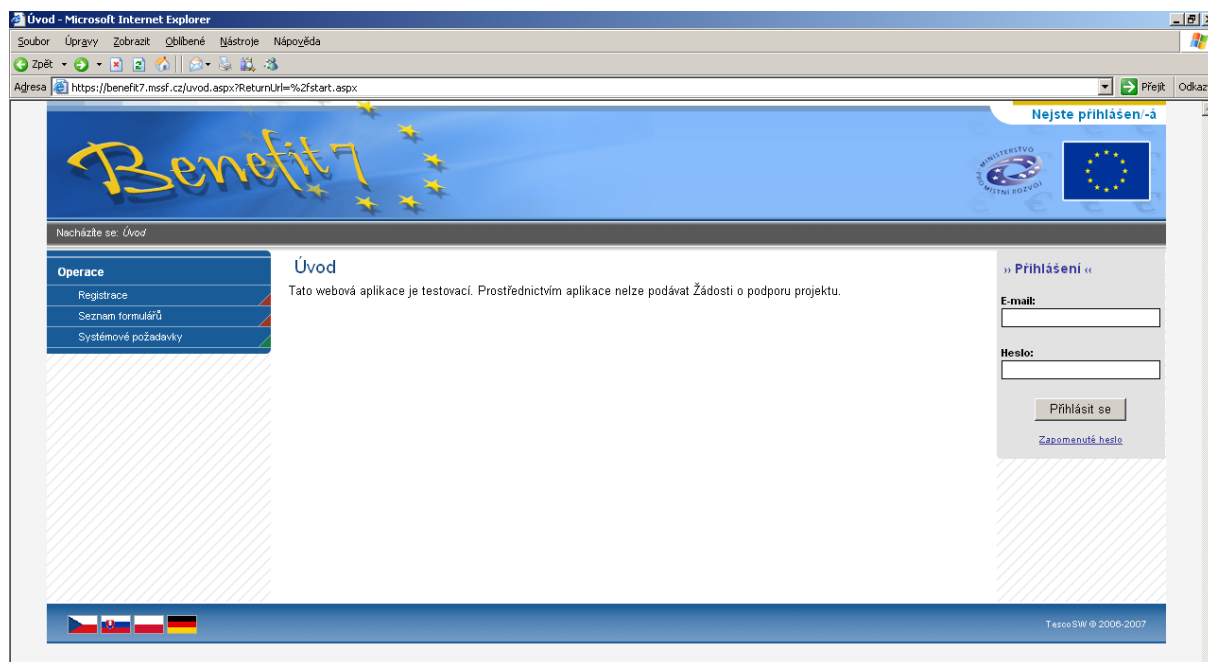 Úvod - Microsoft Internet Explorer
Soubor Úpravy Zobrazit Oblíbené Nástroje Nápověda
Zpět
Adresa https://benefit7.mssf.cz/uvod.aspx?ReturnUrl=%2fstart.aspx Přejít Odkazy
Nejste přihlášen/-á
Benefit7
MINISTERSTVO
PRO MÍSTNÍ ROZVOJ
Nacházíte se: Úvod
Operace
Registrace
Seznam formulářů
Systémové požadavky
Úvod
Tato webová aplikace je testovací. Prostřednictvím aplikace nelze podávat Žádosti o podporu projektu.
›› Přihlášení ‹‹
E-mail:
Heslo:
Přihlásit se
Zapomenuté heslo
TescoSW © 2006-2007